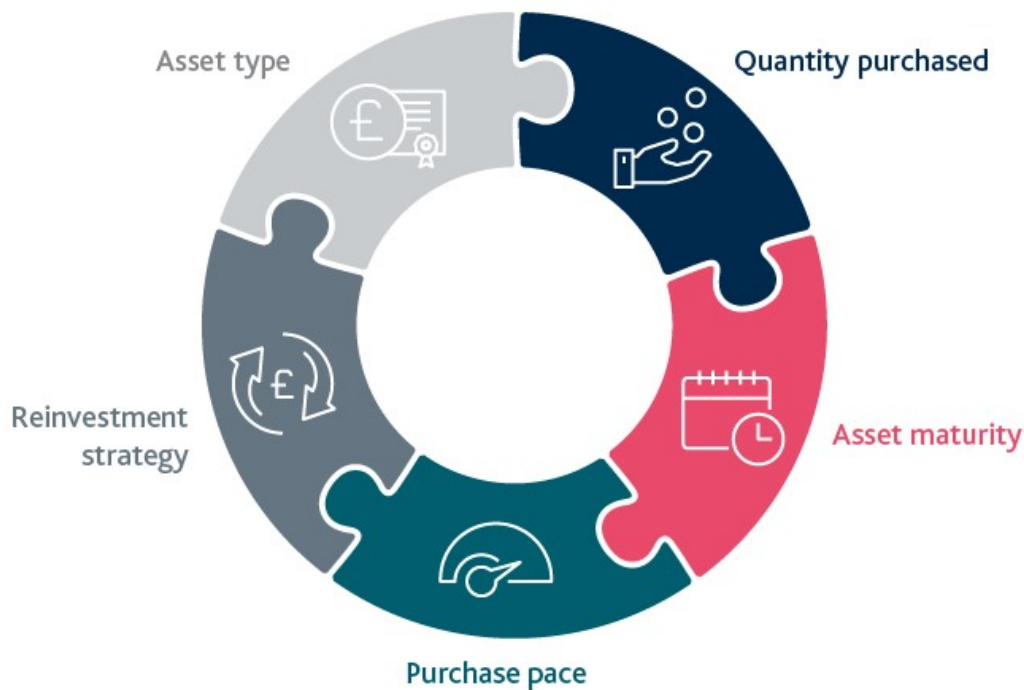 Asset type
Quantity purchased
£
£
Reinvestment
strategy
Asset maturity
Purchase pace